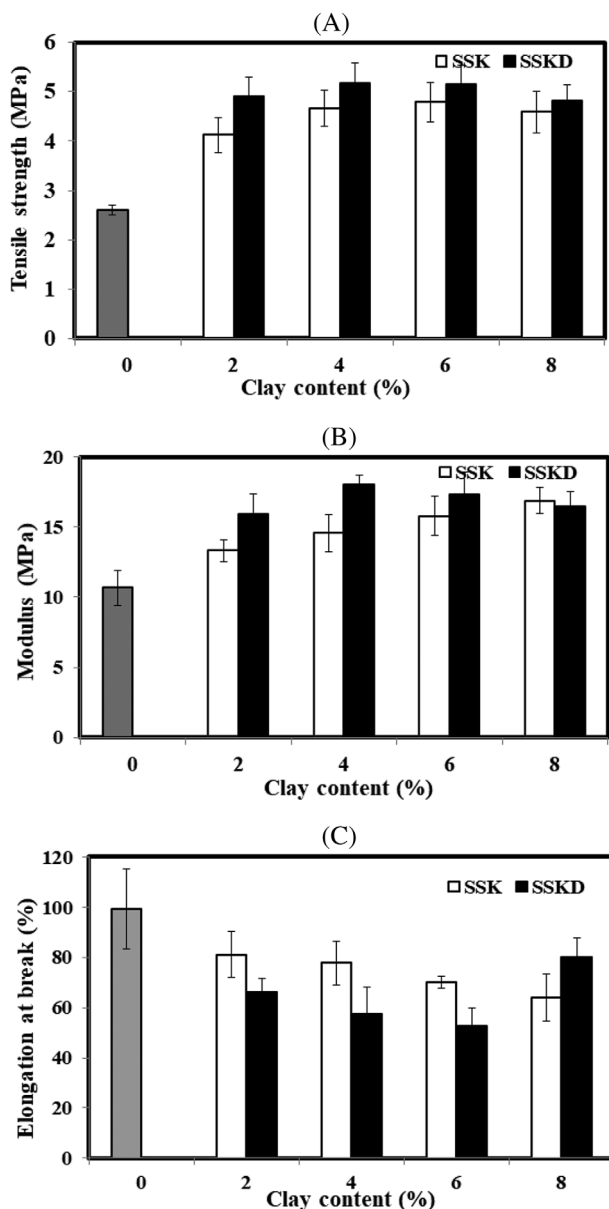 (A)
6
5
4
3
2
1
0
Tensile strength (MPa)
SSK SSKD
0 2 4 6 8
Clay content (%)
(B)
20
15
10
5
0
Modulus (MPa)
SSK SSKD
0 2 4 6 8
Clay content (%)
(C)
120
100
80
60
40
20
0
Elongation at break (%)
SSK SSKD
0 2 4 6 8
Clay content (%)